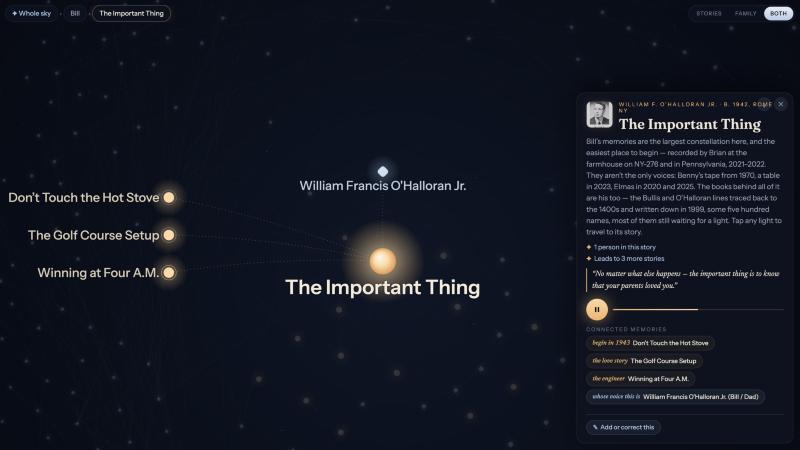 ✦ Whole sky
Bill
The Important Thing
STORIES
FAMILY
BOTH
Don't Touch the Hot Stove
The Golf Course Setup
Winning at Four A.M.
William Francis O'Halloran Jr.
The Important Thing
WILLIAM F. O'HALLORAN JR. · B. 1942, ROME
NY
The Important Thing
Bill's memories are the largest constellation here, and the
easiest place to begin — recorded by Brian at the
farmhouse on NY-276 and in Pennsylvania, 2021–2022.
They aren't the only voices: Benny's tape from 1970, a table
in 2023, Elmas in 2020 and 2025. The books behind all of it
are his too — the Bullis and O'Halloran lines traced back to
the 1400s and written down in 1999, some five hundred
names, most of them still waiting for a light. Tap any light to
travel to its story.
✦ 1 person in this story
✦ Leads to 3 more stories
"No matter what else happens — the important thing is to know
that your parents loved you."
CONNECTED MEMORIES
begin in 1943 Don't Touch the Hot Stove
the love story The Golf Course Setup
the engineer Winning at Four A.M.
whose voice this is William Francis O'Halloran Jr. (Bill / Dad)
✎ Add or correct this